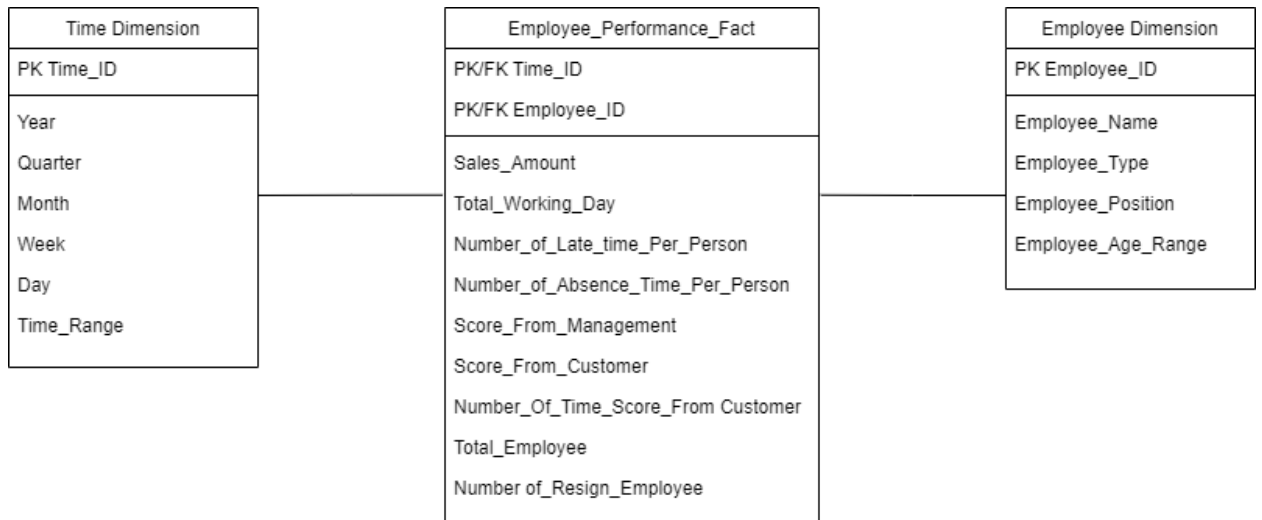 Time Dimension
PK Time_ID
Year
Quarter
Month
Week
Day
Time_Range
Employee_Performance_Fact
PK/FK Time_ID
PK/FK Employee_ID
Sales_Amount
Total_Working_Day
Number_of_Late_time_Per_Person
Number_of_Absence_Time_Per_Person
Score_From_Management
Score_From_Customer
Number_Of_Time_Score_From Customer
Total_Employee
Number of_Resign_Employee
Employee Dimension
PK Employee_ID
Employee_Name
Employee_Type
Employee_Position
Employee_Age_Range